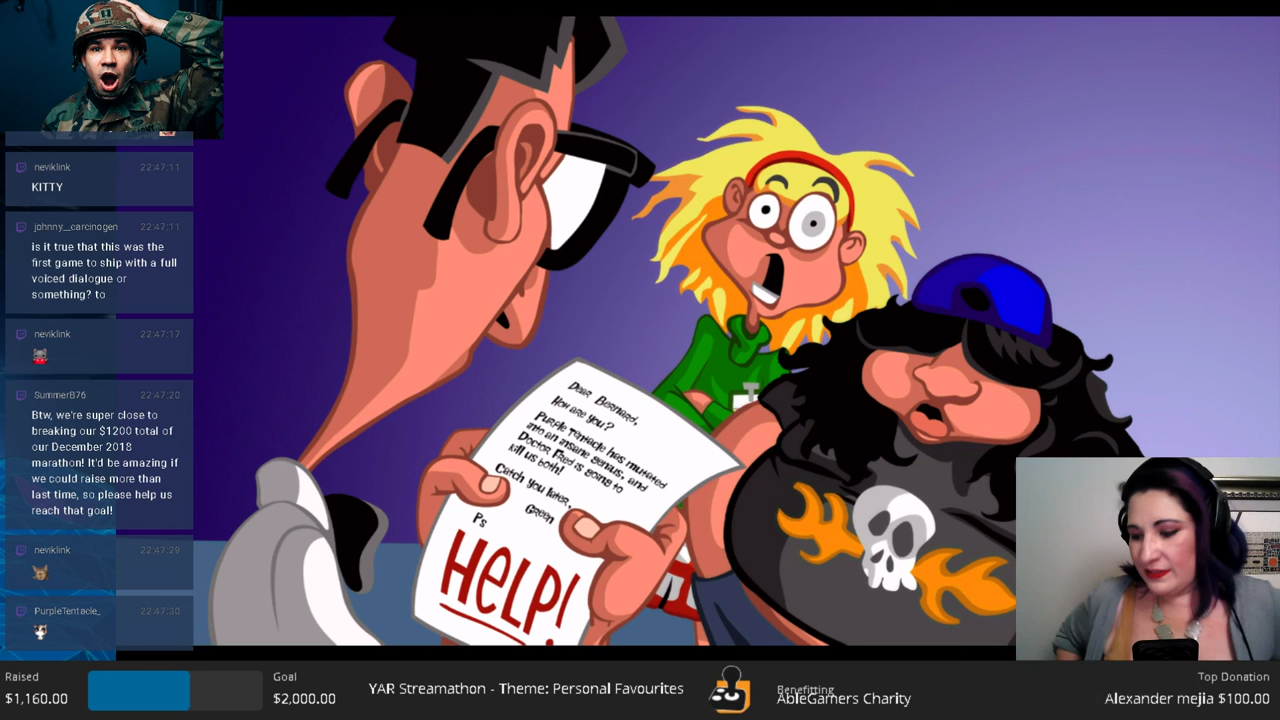 neviklink 22:47:11
KITTY
johnny__carcinogen 22:47:11
is it true that this was the
first game to ship with a full
voiced dialogue or
something? to
neviklink 22:47:17
SummerB76 22:47:20
Btw, we're super close to
breaking our $1200 total of
our December 2018
marathon! It'd be amazing if
we could raise more than
last time, so please help us
reach that goal!
neviklink 22:47:29
PurpleTentacle_ 22:47:30
Dear Bernard,
How are you?
Purple Tentacle has mutated
into an insane genius, and
Doctor Fred is going to
kill us both!
Catch you later,
Green
Ps
HELP!
Raised
$1,160.00
Goal
$2,000.00
YAR Streamathon - Theme: Personal Favourites
Benefitting
AbleGamers Charity
Top Donation
Alexander mejia $100.00